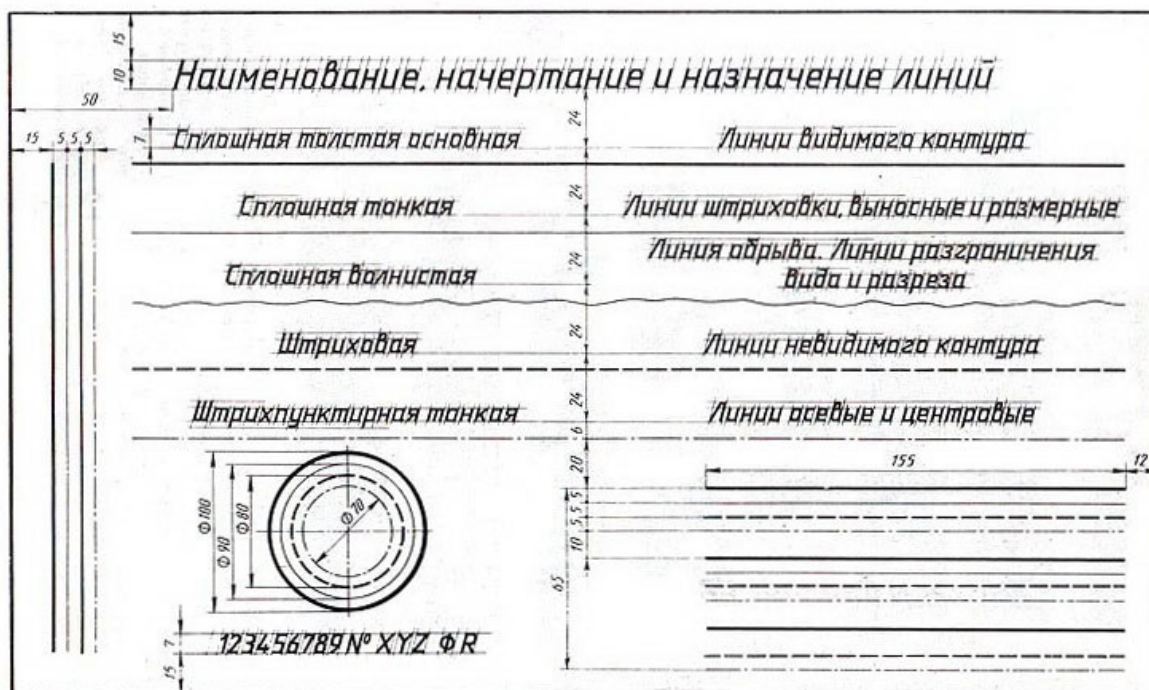 15
10
Наименование, начертание и назначение линий
50
24
15 5 5 5
7
Сплошная толстая основная
Линии видимого контура
24
Сплошная тонкая
Линии штриховки, выносные и размерные
24
Сплошная волнистая
Линия обрыва. Линии разграничения
вида и разреза
24
Штриховая
Линии невидимого контура
24
Штрихпунктирная тонкая
Линии осевые и центровые
6
20
155
12
Ф100
Ф90
Ф80
Ф70
5
5
5
10
65
7
123456789 № XYZ Ф R
15